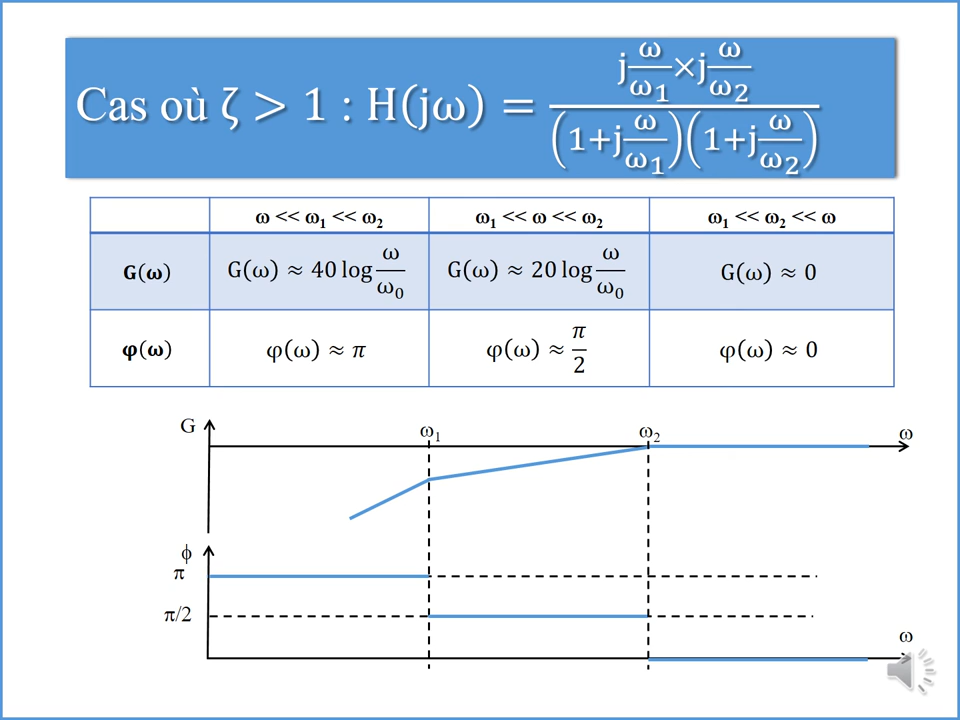 Cas où ζ > 1 : H(jω) = (j ω/ω₁ × j ω/ω₂) / ((1+j ω/ω₁)(1+j ω/ω₂))
ω << ω₁ << ω₂ ω₁ << ω << ω₂ ω₁ << ω₂ << ω
G(ω) G(ω) ≈ 40 log ω/ω₀ G(ω) ≈ 20 log ω/ω₀ G(ω) ≈ 0
φ(ω) φ(ω) ≈ π φ(ω) ≈ π/2 φ(ω) ≈ 0
G ω₁ ω₂ ω
ϕ
π
π/2
ω